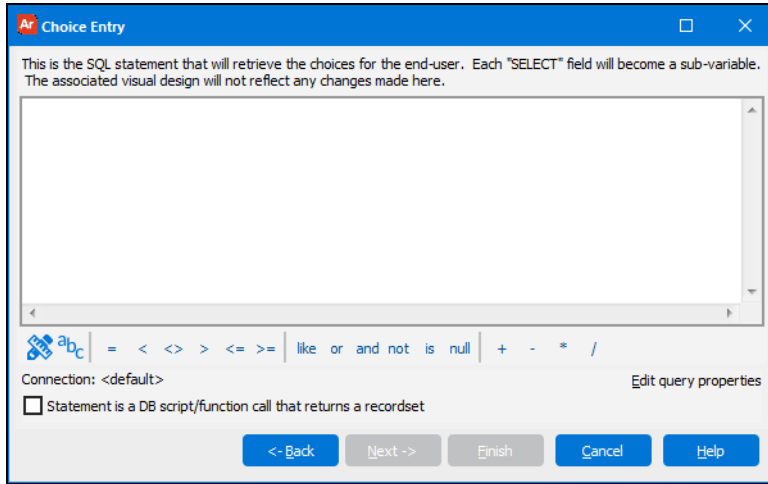 Ar Choice Entry
This is the SQL statement that will retrieve the choices for the end-user. Each "SELECT" field will become a sub-variable.
The associated visual design will not reflect any changes made here.
abc = < <> > <= >= like or and not is null + - * /
Connection: <default>
Edit query properties
Statement is a DB script/function call that returns a recordset
<- Back Next -> Finish Cancel Help